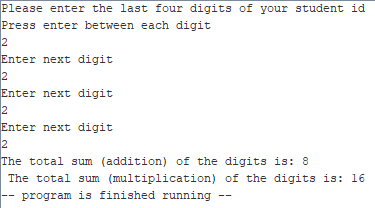 Please enter the last four digits of your student id
Press enter between each digit
2
Enter next digit
2
Enter next digit
2
Enter next digit
2
The total sum (addition) of the digits is: 8
The total sum (multiplication) of the digits is: 16
-- program is finished running --